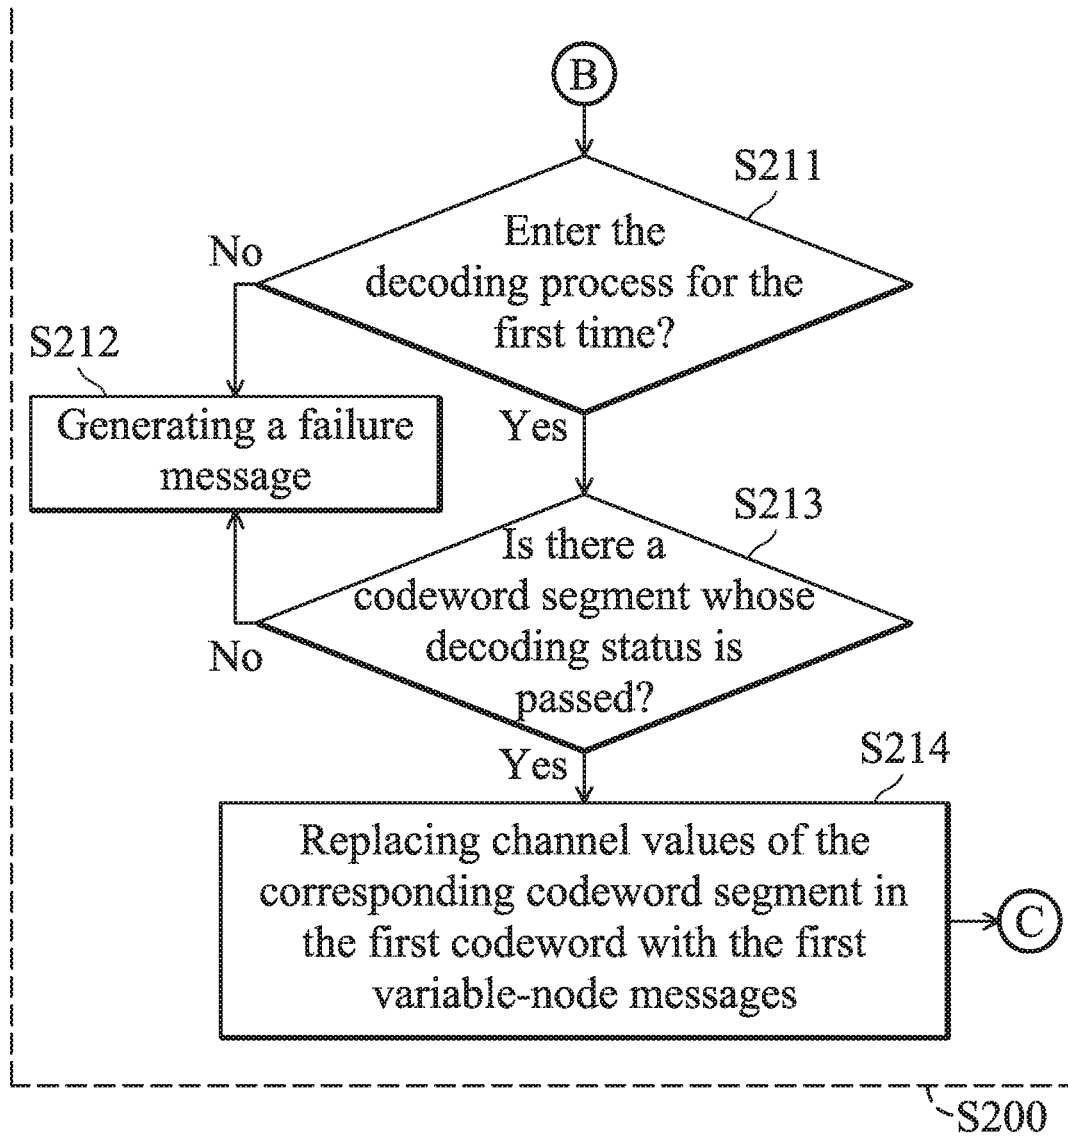 B
S211
Enter the
decoding process for the
first time?
No
S212
Generating a failure
message
Yes
S213
Is there a
codeword segment whose
decoding status is
passed?
No
Yes
S214
Replacing channel values of the
corresponding codeword segment in
the first codeword with the first
variable-node messages
C
S200